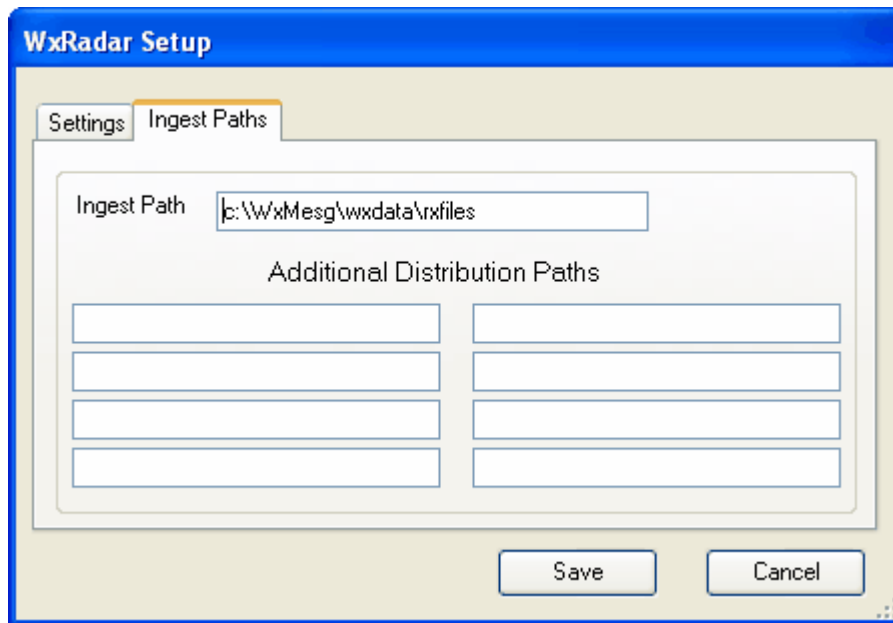 WxRadar Setup
Settings
Ingest Paths
Ingest Path
c:\WxMesg\wxdata\rxfiles
Additional Distribution Paths
Save
Cancel